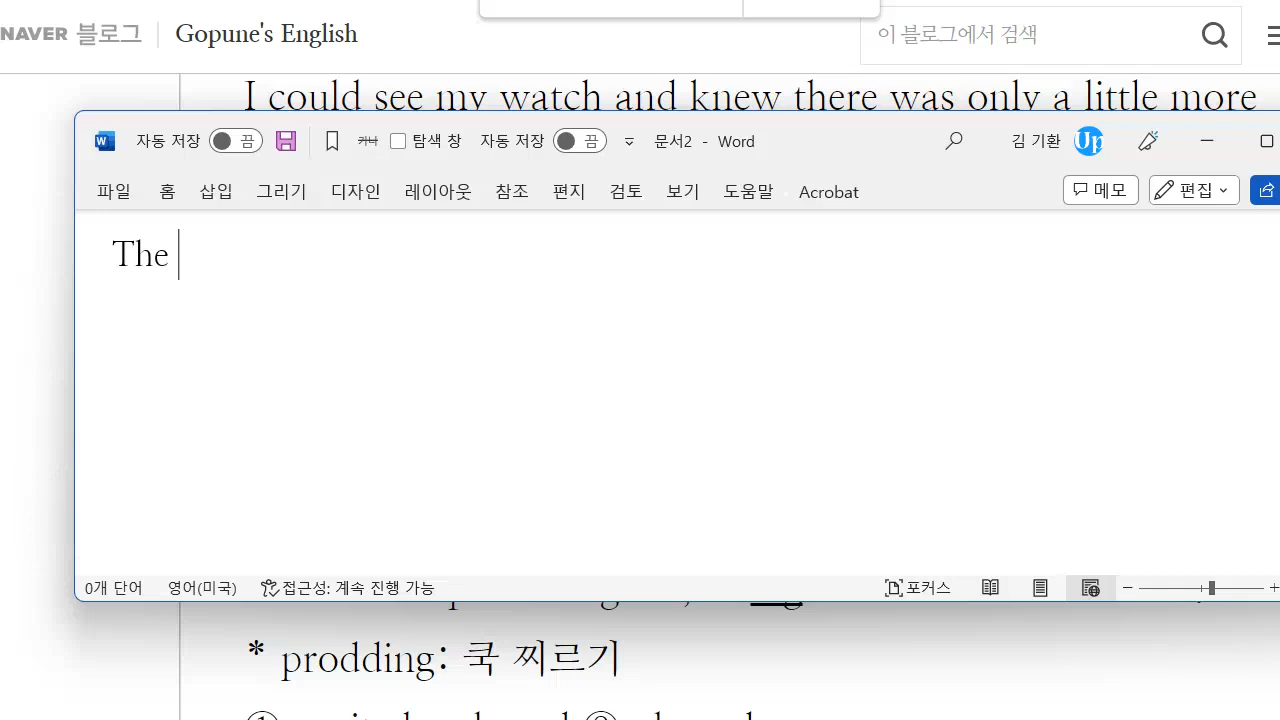 NAVER 블로그 Gopune's English 이 블로그에서 검색
I could see my watch and knew there was only a little more
자동 저장 끔 가나 탐색 창 자동 저장 끔 문서2 - Word 김 기환 Up
파일 홈 삽입 그리기 디자인 레이아웃 참조 편지 검토 보기 도움말 Acrobat 메모 편집
The
0개 단어 영어(미국) 접근성: 계속 진행 가능 포커스
* prodding: 쿡 찌르기